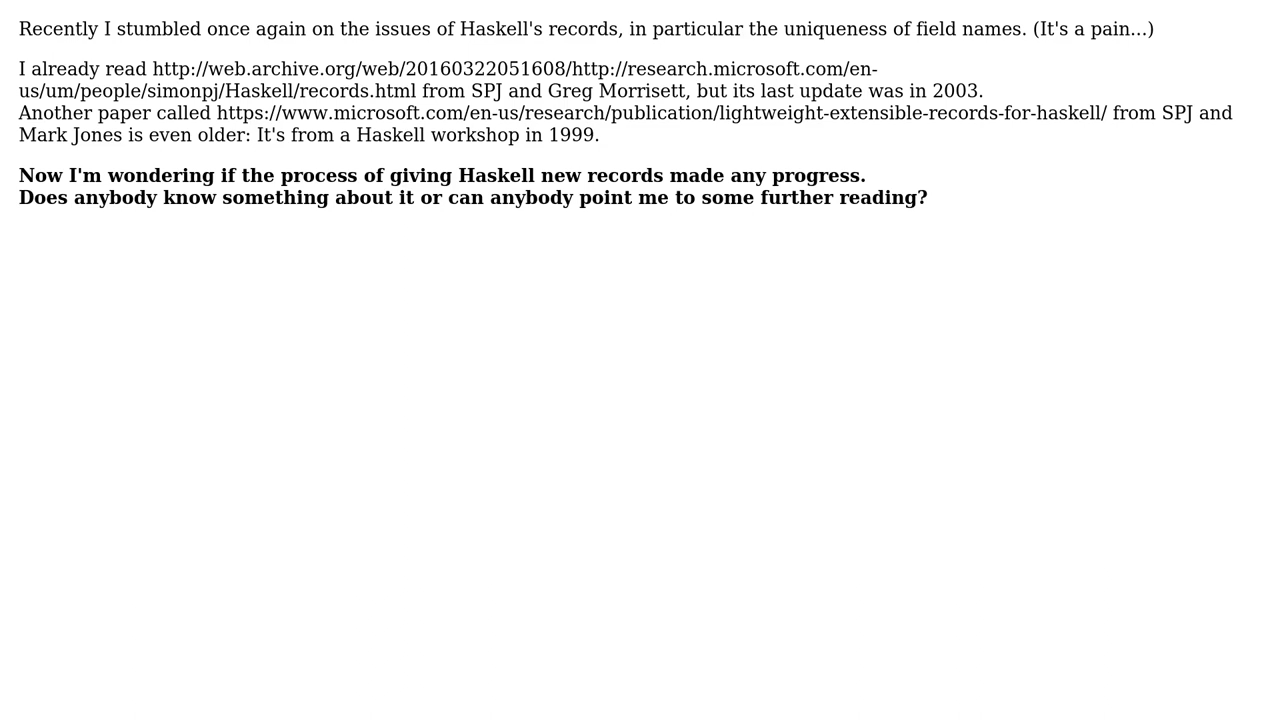 Recently I stumbled once again on the issues of Haskell's records, in particular the uniqueness of field names. (It's a pain...)
I already read http://web.archive.org/web/20160322051608/http://research.microsoft.com/en-
us/um/people/simonpj/Haskell/records.html from SPJ and Greg Morrisett, but its last update was in 2003.
Another paper called https://www.microsoft.com/en-us/research/publication/lightweight-extensible-records-for-haskell/ from SPJ and
Mark Jones is even older: It's from a Haskell workshop in 1999.
Now I'm wondering if the process of giving Haskell new records made any progress.
Does anybody know something about it or can anybody point me to some further reading?